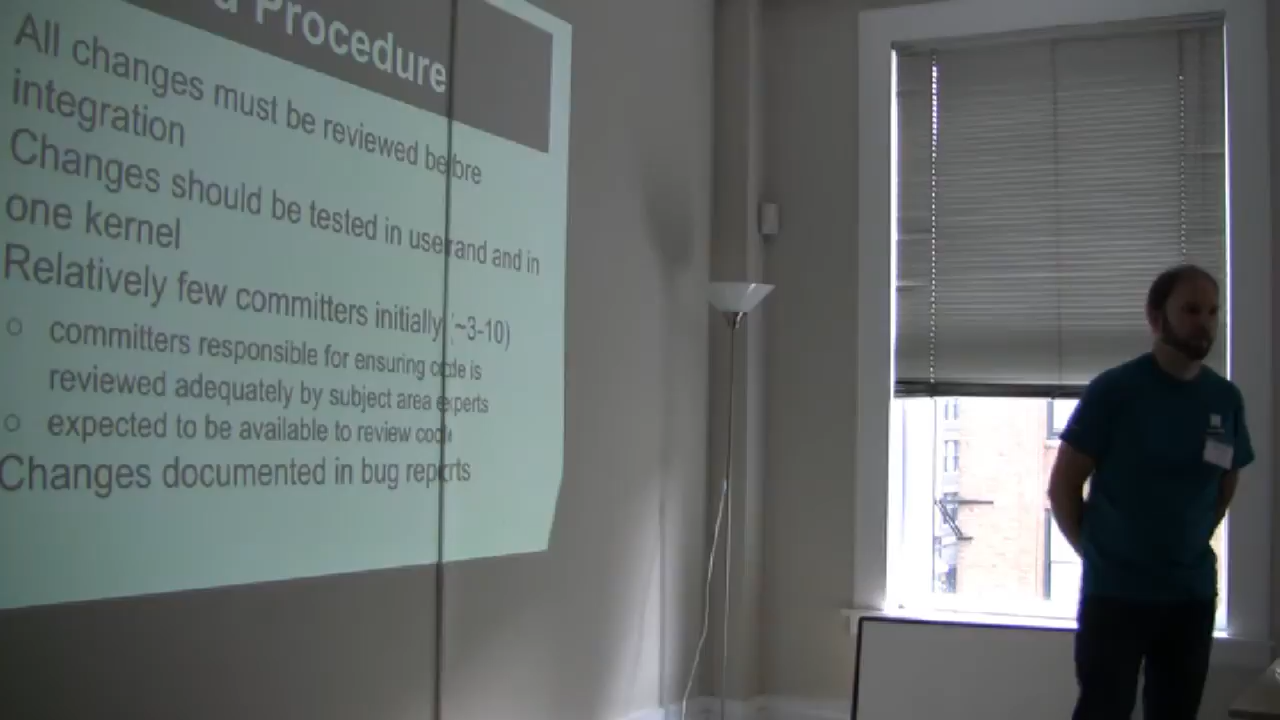 Procedure
All changes must be reviewed before
integration
Changes should be tested in userand and in
one kernel
Relatively few committers initially (~3-10)
committers responsible for ensuring code is
reviewed adequately by subject area experts
expected to be available to review code
Changes documented in bug reports